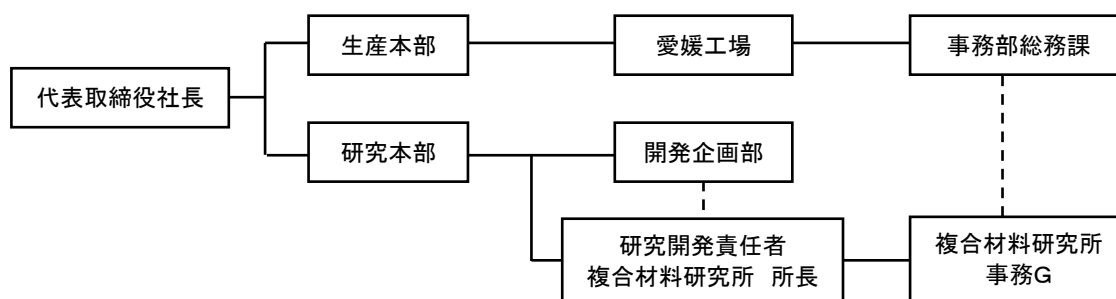 生産本部
愛媛工場
事務部総務課
代表取締役社長
研究本部
開発企画部
研究開発責任者
複合材料研究所　所長
複合材料研究所
事務G